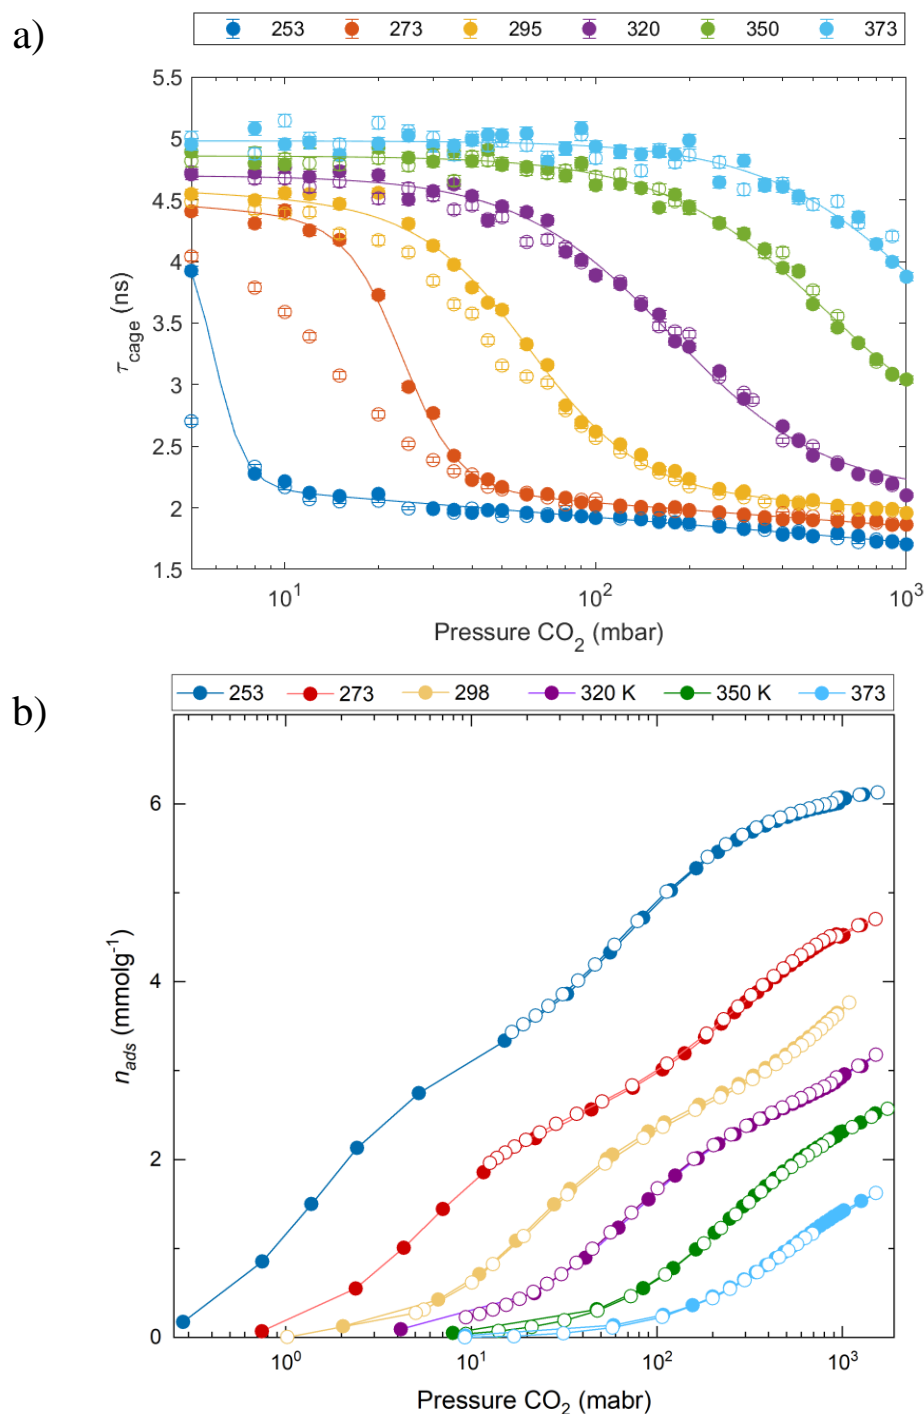 a)
253 273 295 320 350 373
5.5
5
4.5
4
3.5
3
2.5
2
1.5
τcage (ns)
10¹ 10² 10³
Pressure CO₂ (mbar)
b)
253 273 298 320 K 350 K 373
6
4
2
0
nads (mmolg⁻¹)
10⁰ 10¹ 10² 10³
Pressure CO₂ (mabr)